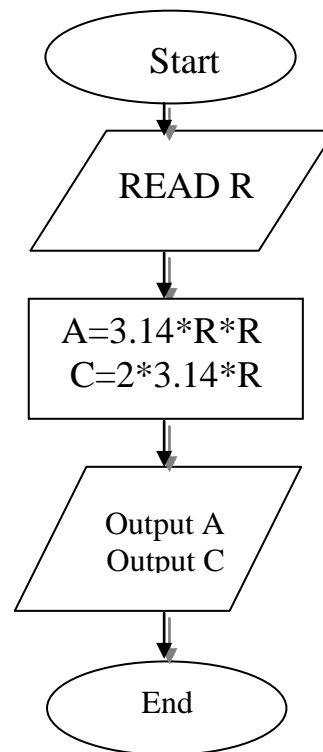 Start
READ R
A=3.14*R*R
C=2*3.14*R
Output A
Output C
End